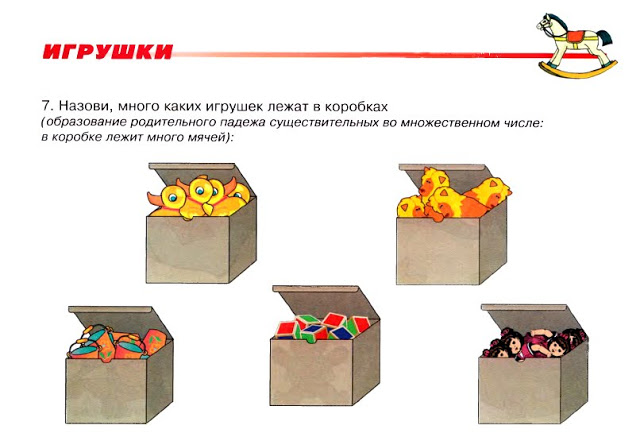 ИГРУШКИ
7. Назови, много каких игрушек лежат в коробках
(образование родительного падежа существительных во множественном числе:
в коробке лежит много мячей):